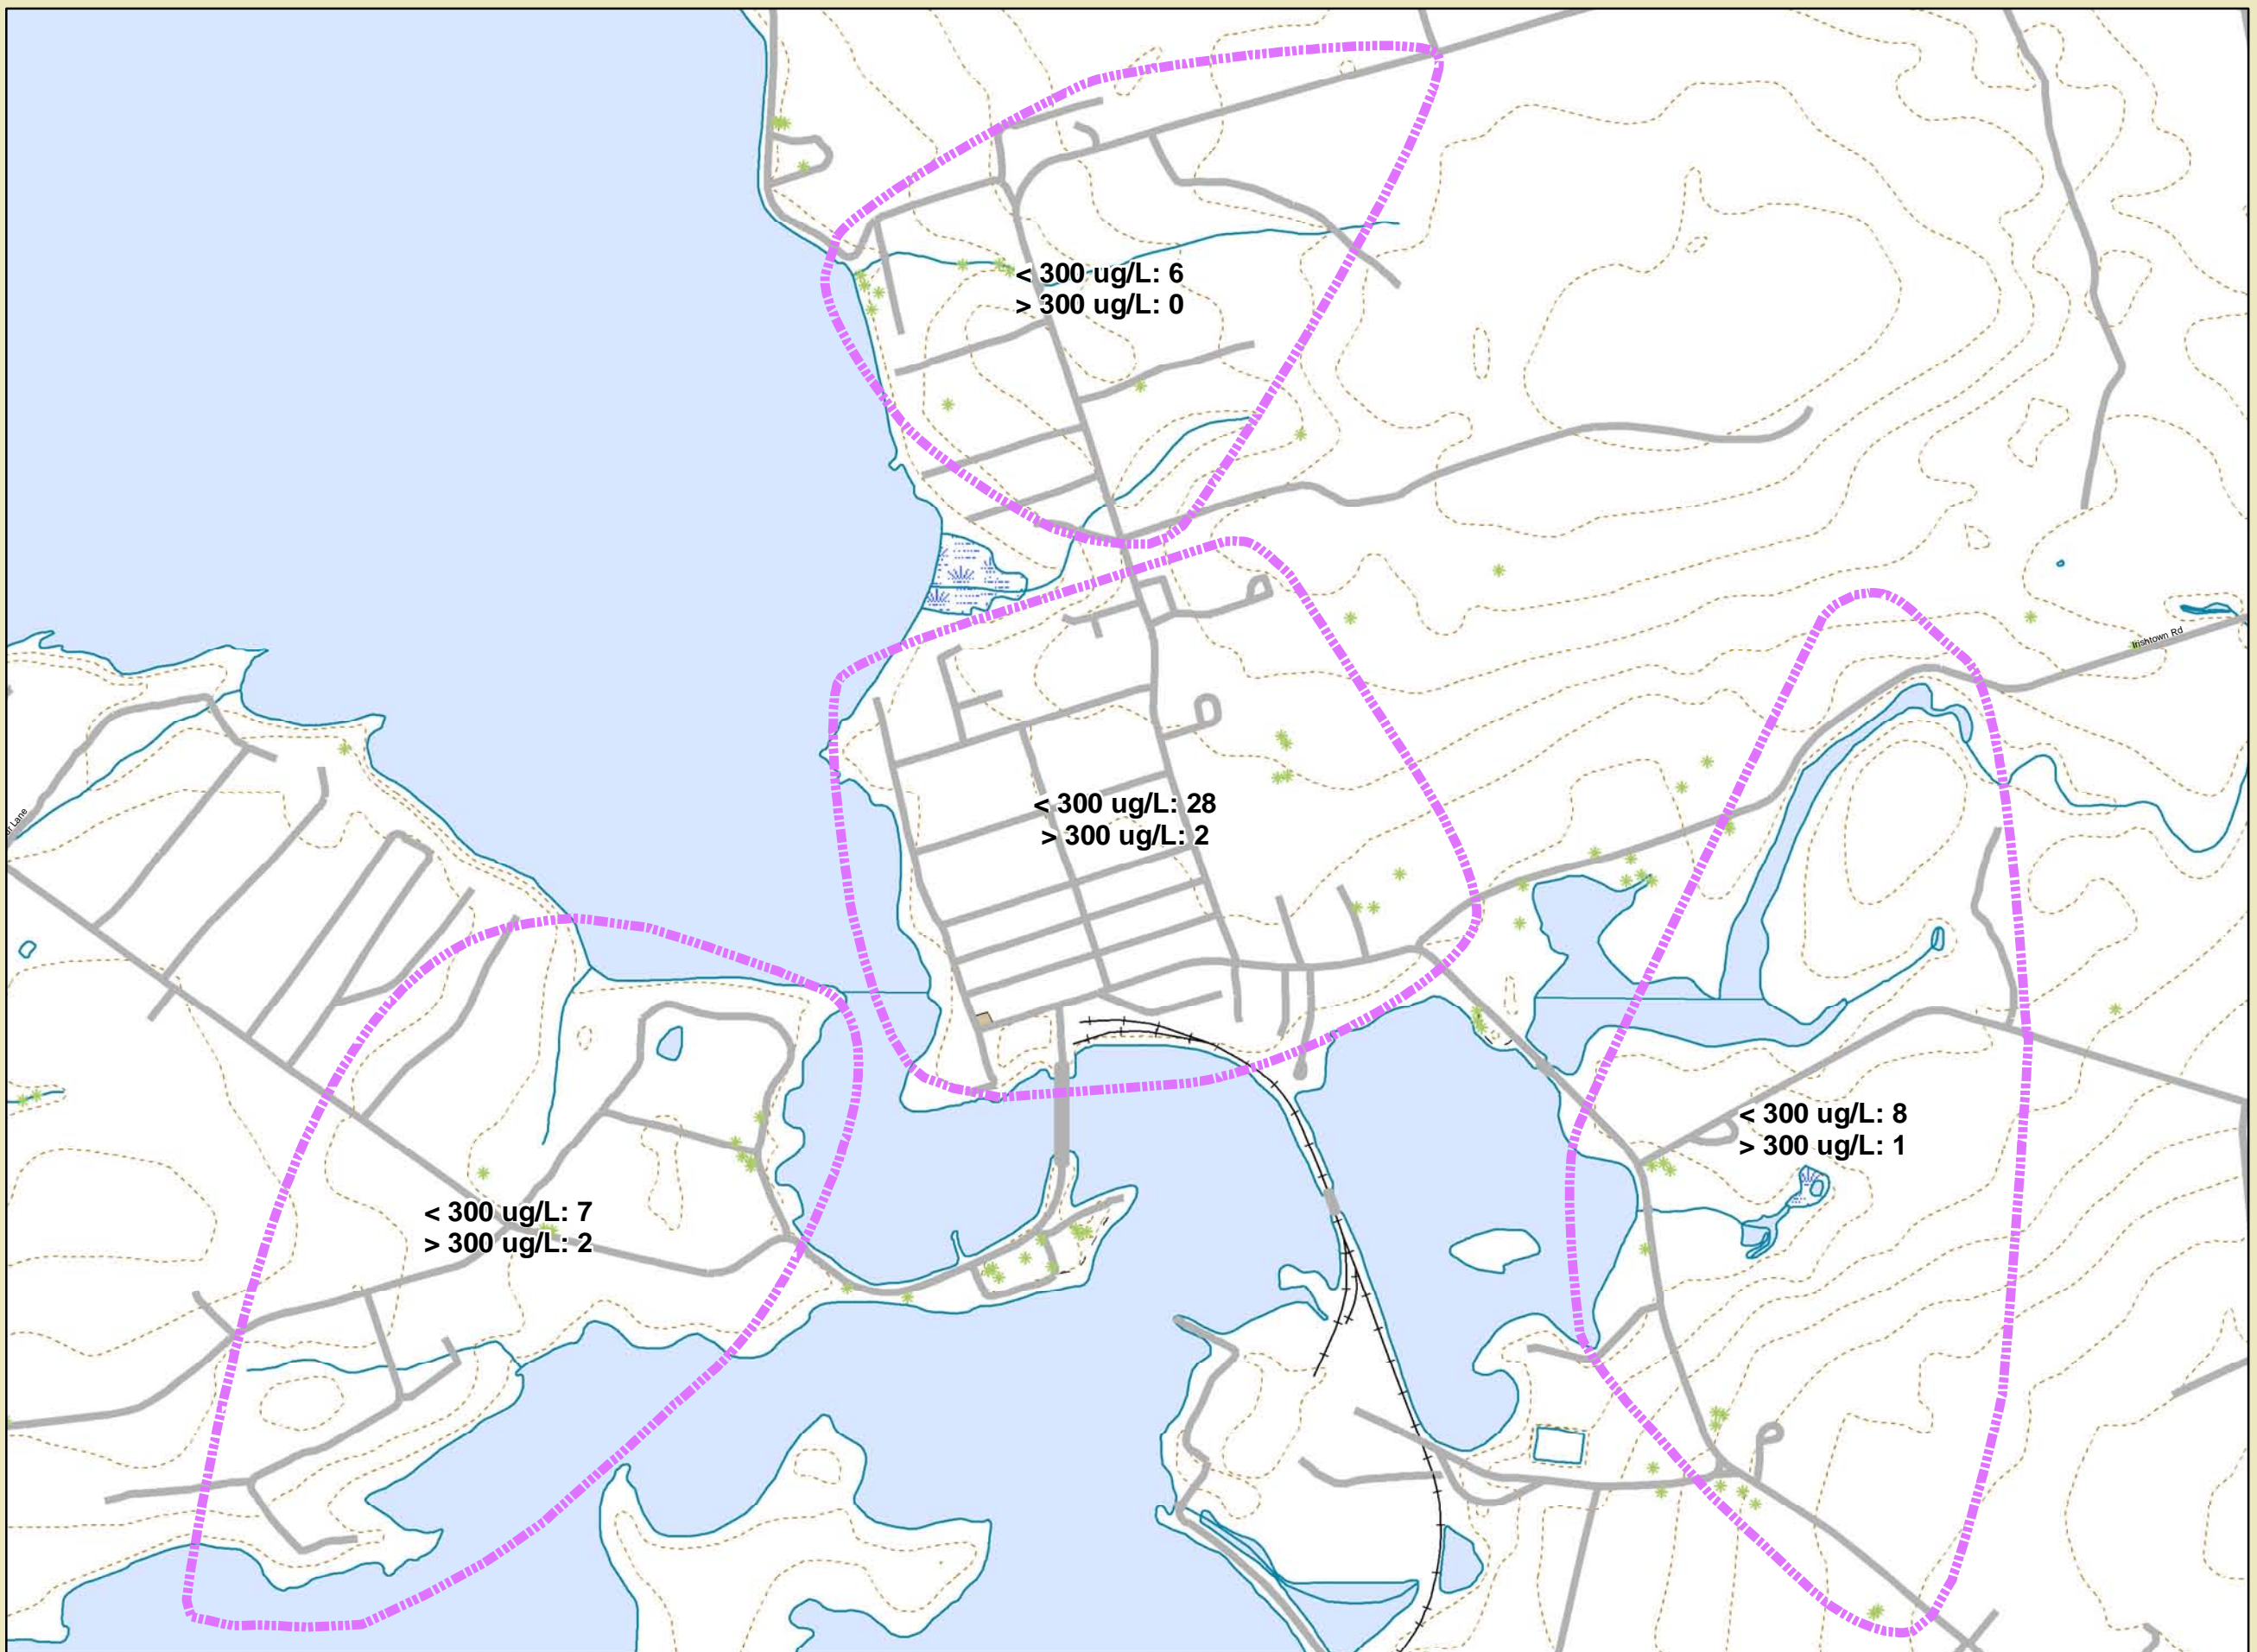 < 300 ug/L: 6
> 300 ug/L: 0
Irishtown Rd
< 300 ug/L: 28
> 300 ug/L: 2
Lane
< 300 ug/L: 8
> 300 ug/L: 1
< 300 ug/L: 7
> 300 ug/L: 2